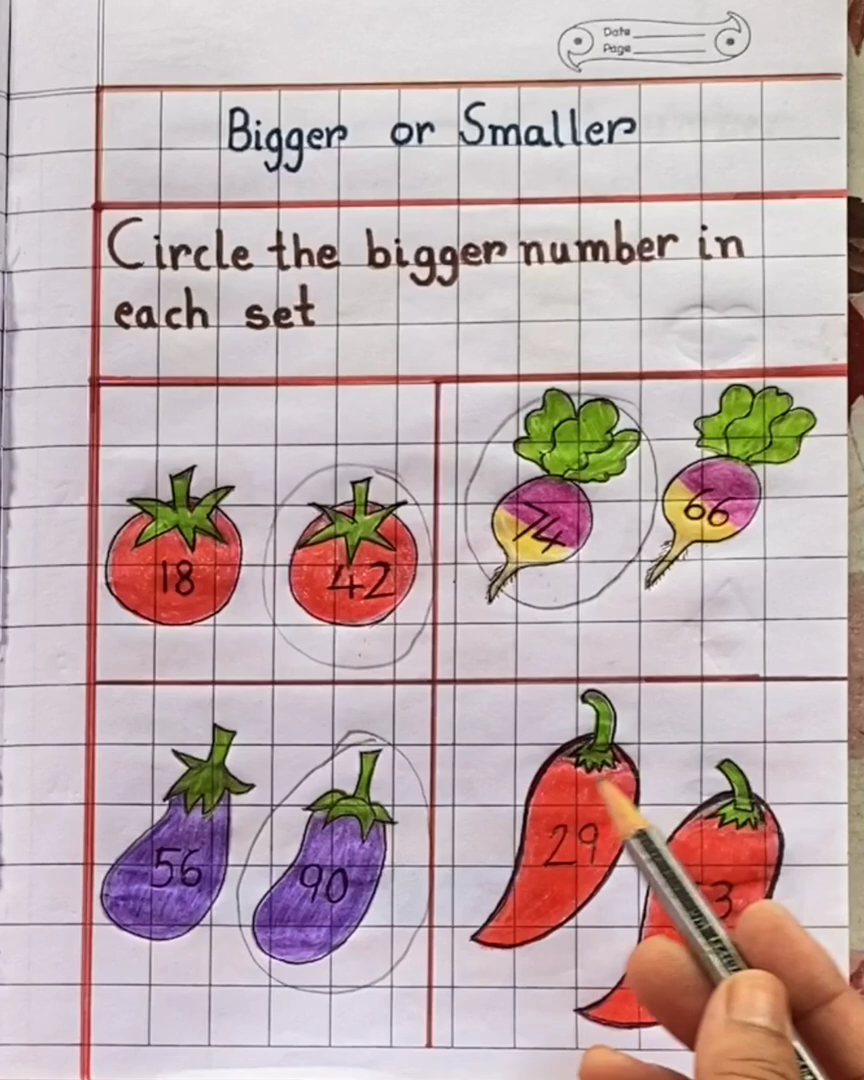 Date
Page
Bigger or Smaller
Circle the bigger number in
each set
18 42
74 66
56 90
29